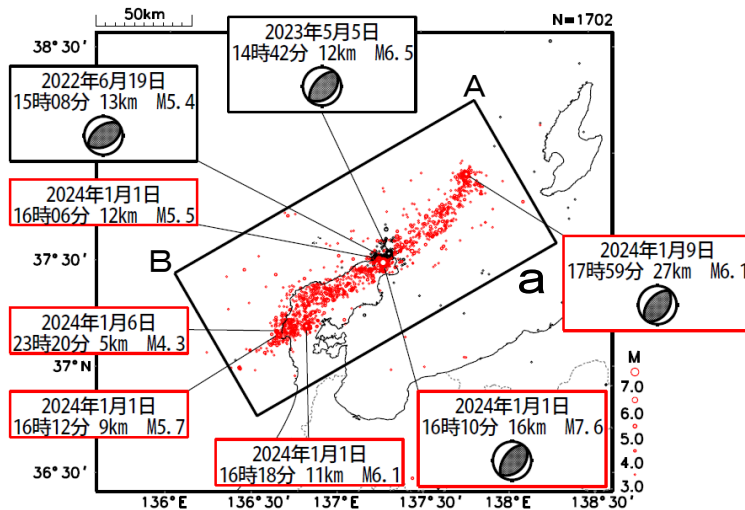 50km
N=1702
38°30′
37°30′
37°N
36°30′
136°E
136°30′
137°E
137°30′
138°E
138°30′
2023年5月5日
14時42分 12km M6.5
2022年6月19日
15時08分 13km M5.4
2024年1月1日
16時06分 12km M5.5
A
B
a
2024年1月9日
17時59分 27km M6.1
2024年1月6日
23時20分 5km M4.3
2024年1月1日
16時12分 9km M5.7
2024年1月1日
16時18分 11km M6.1
2024年1月1日
16時10分 16km M7.6
M
7.0
6.0
5.0
4.0
3.0